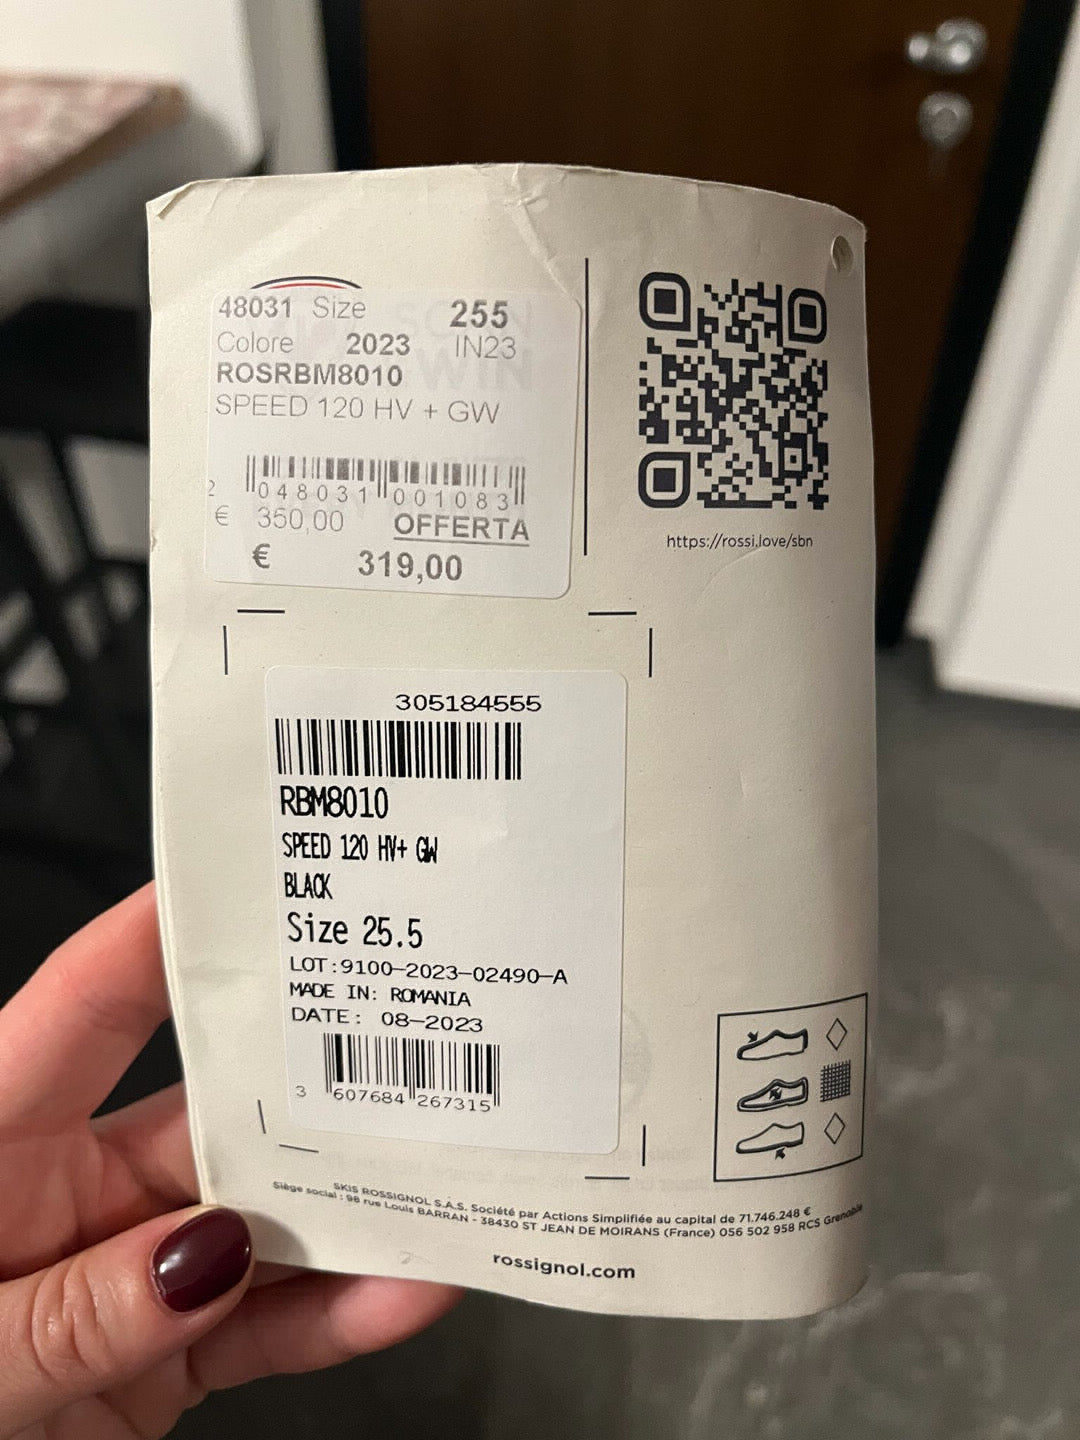 48031 Size 255
Colore 2023 IN23
ROSRBM8010
SPEED 120 HV + GW
2 048031 001083
€ 350,00 OFFERTA
€ 319,00
https://rossi.love/sbn
305184555
RBM8010
SPEED 120 HV+ GW
BLACK
Size 25.5
LOT:9100-2023-02490-A
MADE IN: ROMANIA
DATE: 08-2023
3 607684 267315
SKIS ROSSIGNOL S.A.S. Société par Actions Simplifiée au capital de 71.746.248 €
Siège social : 98 rue Louis BARRAN - 38430 ST JEAN DE MOIRANS (France) 056 502 958 RCS Grenoble
rossignol.com